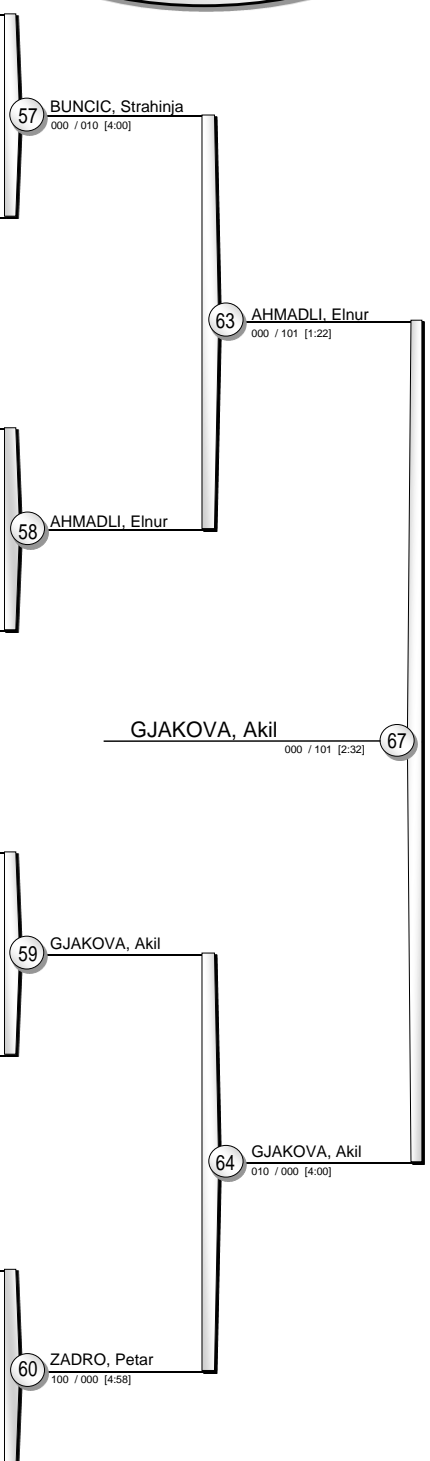 57 BUNCIC, Strahinja
000 / 010 [4:00]
63 AHMADLI, Elnur
000 / 101 [1:22]
58 AHMADLI, Elnur
GJAKOVA, Akil 67
000 / 101 [2:32]
59 GJAKOVA, Akil
64 GJAKOVA, Akil
010 / 000 [4:00]
60 ZADRO, Petar
100 / 000 [4:58]